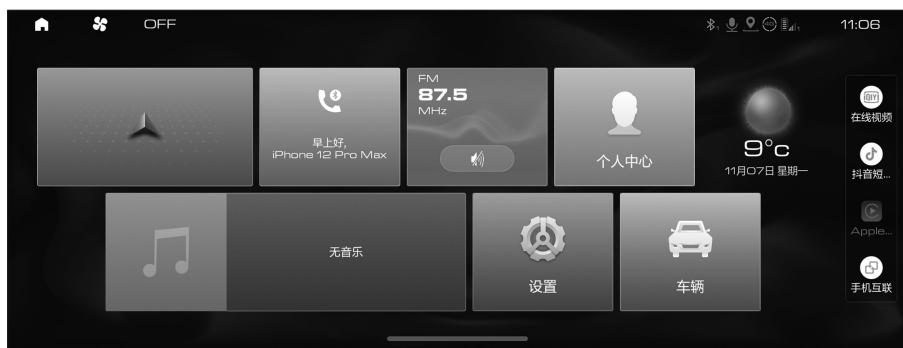 OFF
11:06
FM
87.5
MHz
早上好,
iPhone 12 Pro Max
个人中心
9°c
11月07日 星期一
在线视频
抖音短...
Apple...
手机互联
无音乐
设置
车辆